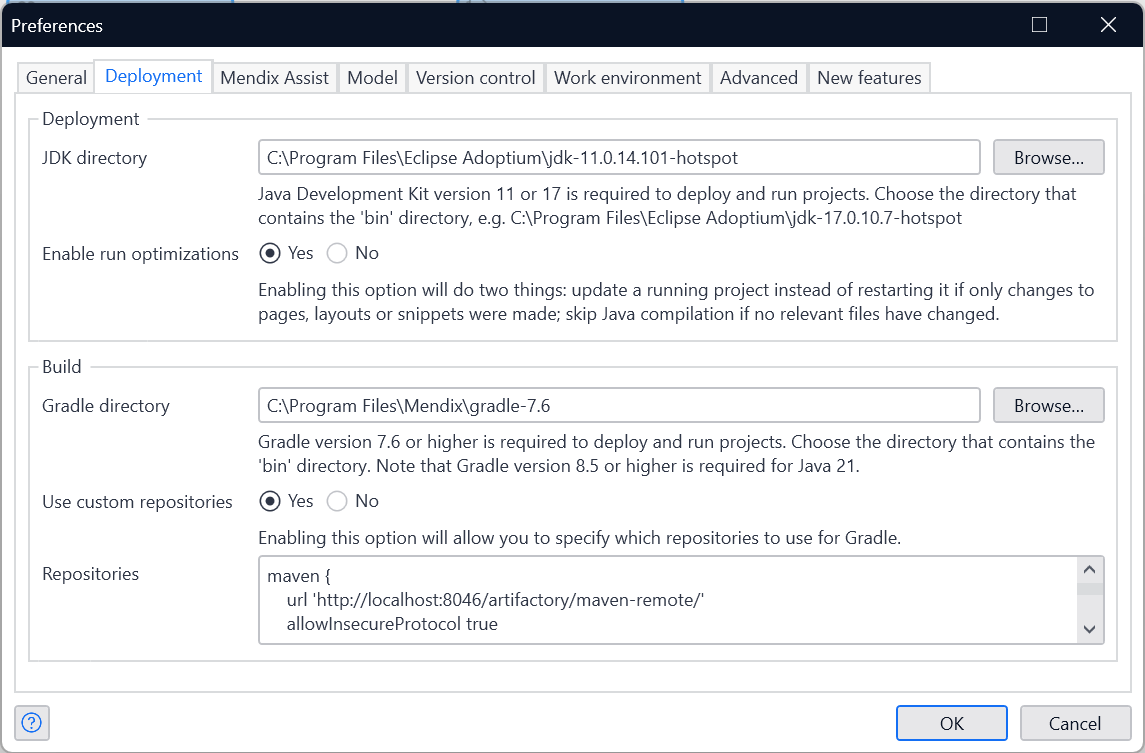 Preferences
General Deployment Mendix Assist Model Version control Work environment Advanced New features
Deployment
JDK directory C:\Program Files\Eclipse Adoptium\jdk-11.0.14.101-hotspot Browse...
Java Development Kit version 11 or 17 is required to deploy and run projects. Choose the directory that
contains the 'bin' directory, e.g. C:\Program Files\Eclipse Adoptium\jdk-17.0.10.7-hotspot
Enable run optimizations Yes No
Enabling this option will do two things: update a running project instead of restarting it if only changes to
pages, layouts or snippets were made; skip Java compilation if no relevant files have changed.
Build
Gradle directory C:\Program Files\Mendix\gradle-7.6 Browse...
Gradle version 7.6 or higher is required to deploy and run projects. Choose the directory that contains the
'bin' directory. Note that Gradle version 8.5 or higher is required for Java 21.
Use custom repositories Yes No
Enabling this option will allow you to specify which repositories to use for Gradle.
Repositories maven {
url 'http://localhost:8046/artifactory/maven-remote/'
allowInsecureProtocol true
? OK Cancel